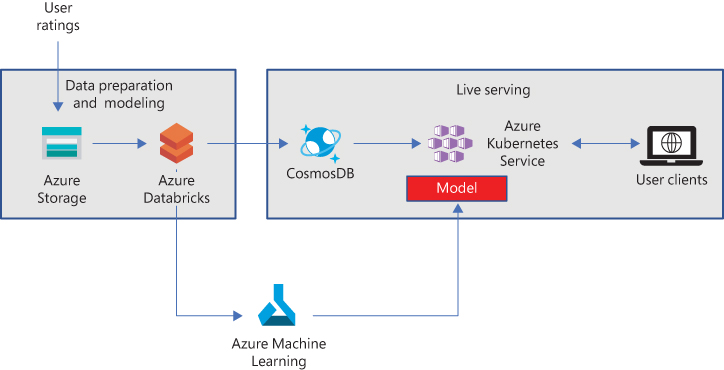 User
ratings
Data preparation
and modeling
Live serving
Azure
Storage
Azure
Databricks
CosmosDB
Azure
Kubernetes
Service
Model
User clients
Azure Machine
Learning